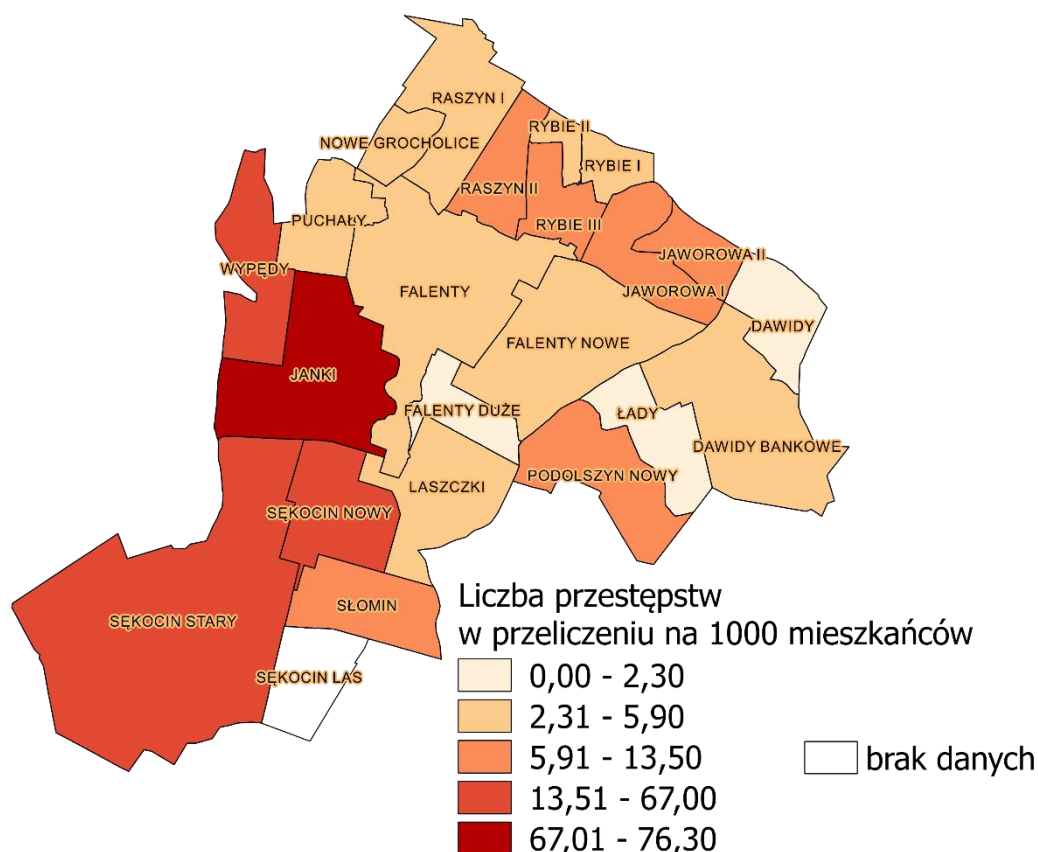 RASZYN I
RYBIE II
NOWE GROCHOLICE
RYBIE I
RASZYN II
PUCHAŁY
RYBIE III
JAWOROWA II
WYPĘDY
FALENTY
JAWOROWA I
DAWIDY
FALENTY NOWE
JANKI
FALENTY DUŻE
ŁADY
DAWIDY BANKOWE
PODOLSZYN NOWY
LASZCZKI
SĘKOCIN NOWY
SŁOMIN
SĘKOCIN STARY
SĘKOCIN LAS
Liczba przestępstw
w przeliczeniu na 1000 mieszkańców
0,00 - 2,30
2,31 - 5,90
5,91 - 13,50
13,51 - 67,00
67,01 - 76,30
brak danych